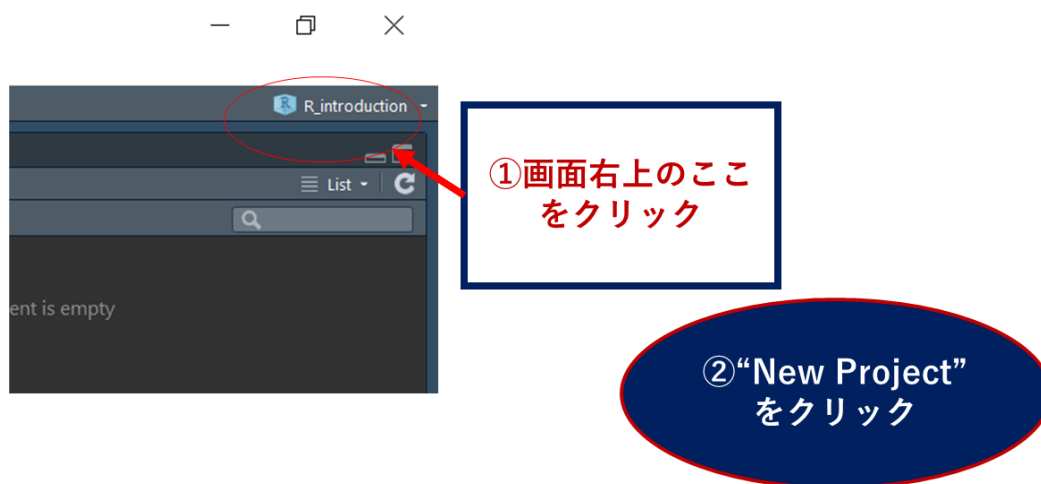 R_introduction
List
ent is empty
①画面右上のここ
をクリック
②“New Project”
をクリック